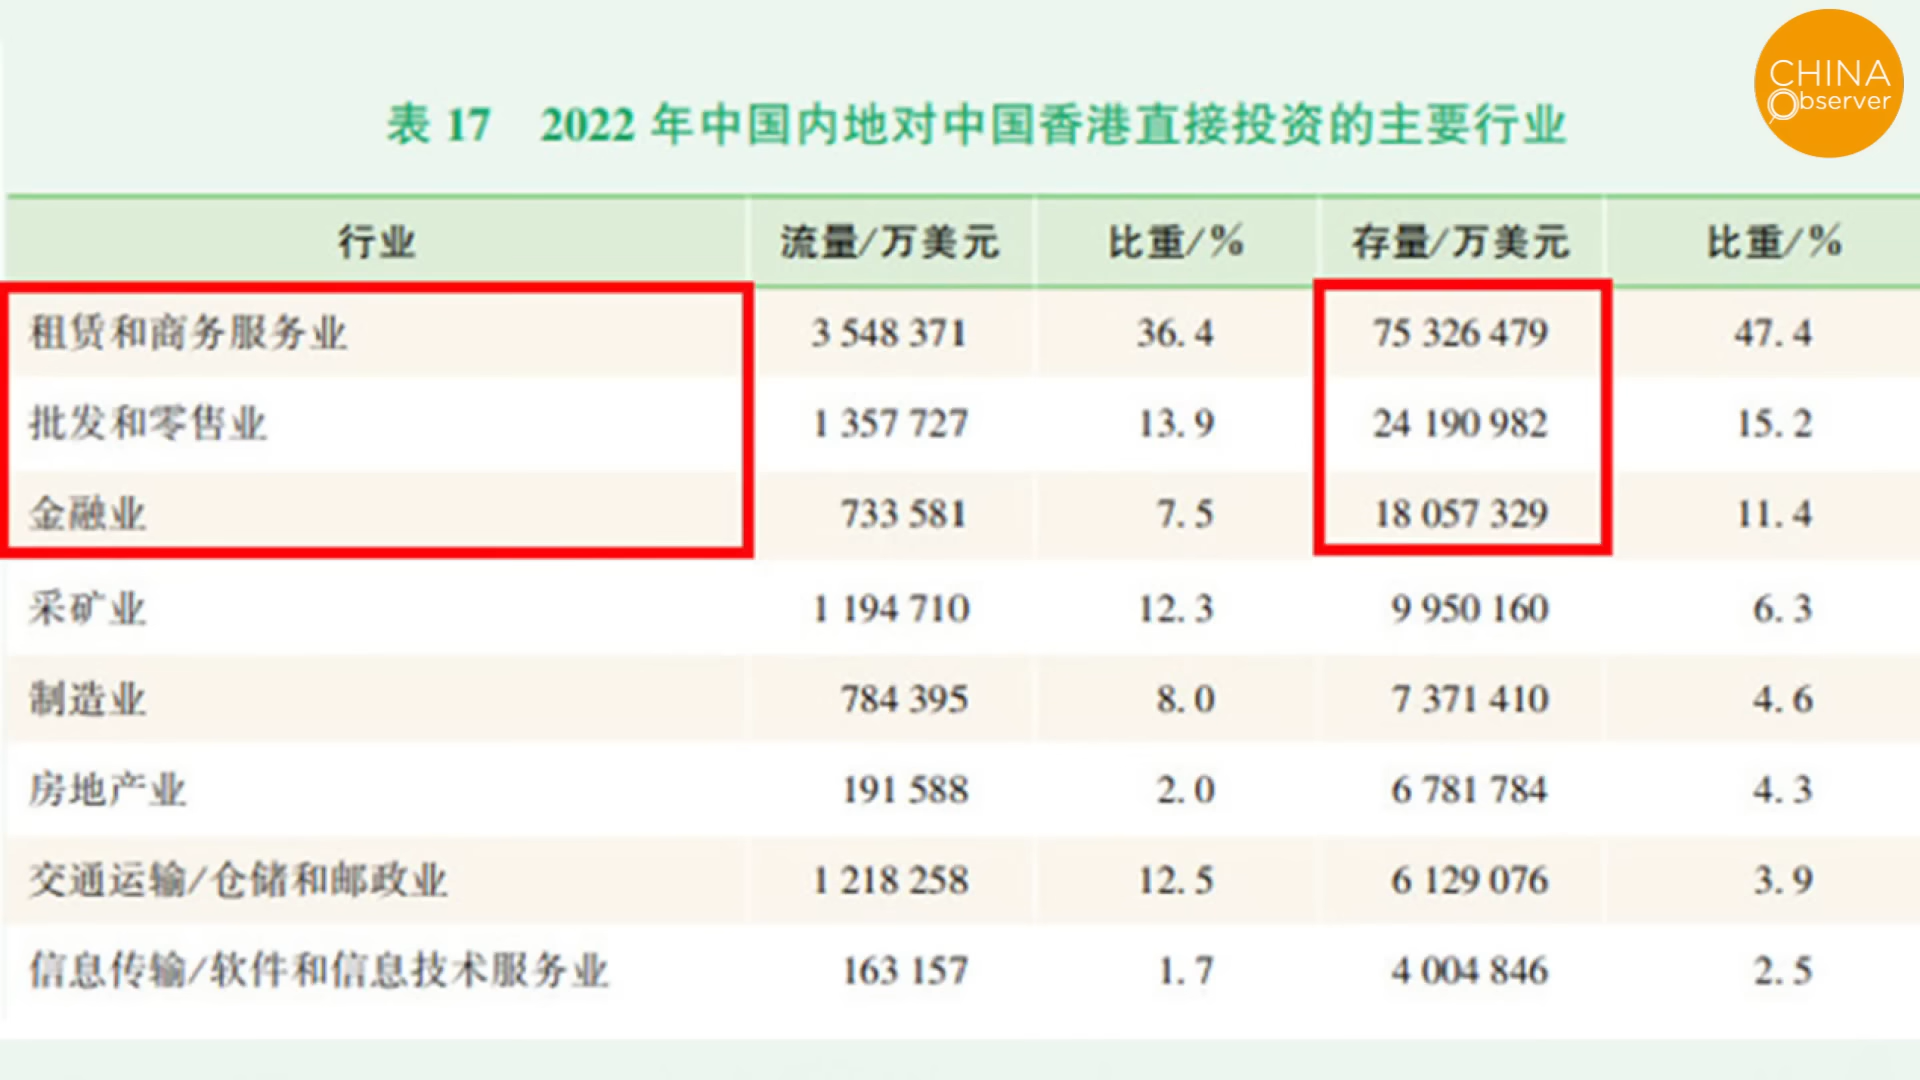 CHINA
Observer
表 17 2022 年中国内地对中国香港直接投资的主要行业
行业 流量/万美元 比重/% 存量/万美元 比重/%
租赁和商务服务业 3 548 371 36.4 75 326 479 47.4
批发和零售业 1 357 727 13.9 24 190 982 15.2
金融业 733 581 7.5 18 057 329 11.4
采矿业 1 194 710 12.3 9 950 160 6.3
制造业 784 395 8.0 7 371 410 4.6
房地产业 191 588 2.0 6 781 784 4.3
交通运输/仓储和邮政业 1 218 258 12.5 6 129 076 3.9
信息传输/软件和信息技术服务业 163 157 1.7 4 004 846 2.5